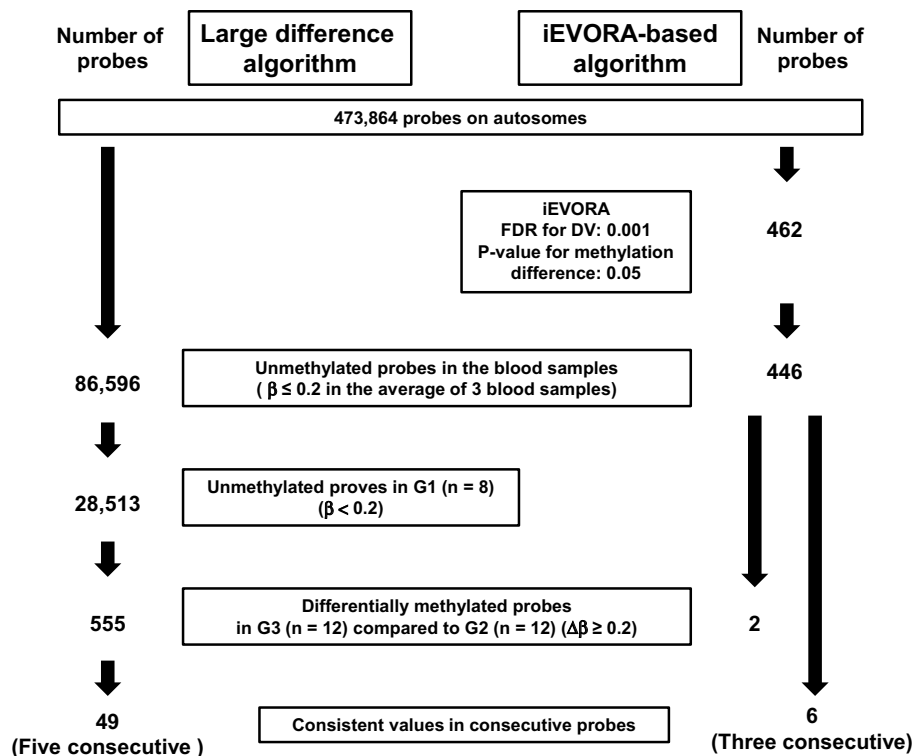 Number of
probes
Large difference
algorithm
iEVORA-based
algorithm
Number of
probes
473,864 probes on autosomes
iEVORA
FDR for DV: 0.001
P-value for methylation
difference: 0.05
462
86,596
Unmethylated probes in the blood samples
( β ≤ 0.2 in the average of 3 blood samples)
446
28,513
Unmethylated proves in G1 (n = 8)
(β < 0.2)
555
Differentially methylated probes
in G3 (n = 12) compared to G2 (n = 12) (Δβ ≥ 0.2)
2
49
(Five consecutive )
Consistent values in consecutive probes
6
(Three consecutive)